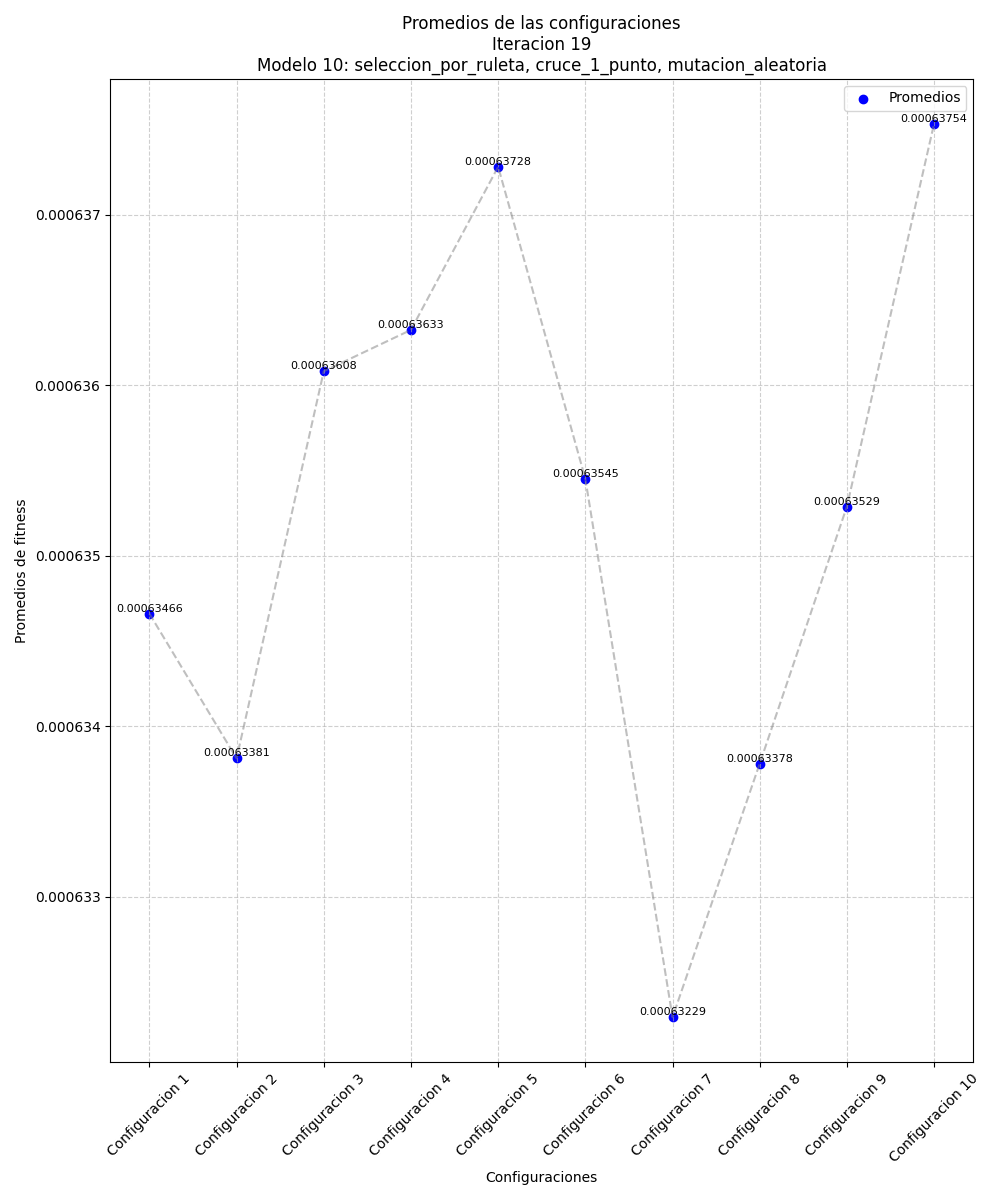 Promedios de las configuraciones
Iteracion 19
Modelo 10: seleccion_por_ruleta, cruce_1_punto, mutacion_aleatoria
Promedios
0.00063754
0.00063728
0.000637
0.00063633
0.00063608
0.000636
0.00063545
0.00063529
0.000635
0.00063466
0.000634
0.00063381
0.00063378
0.000633
0.00063229
Promedios de fitness
Configuracion 1
Configuracion 2
Configuracion 3
Configuracion 4
Configuracion 5
Configuracion 6
Configuracion 7
Configuracion 8
Configuracion 9
Configuracion 10
Configuraciones